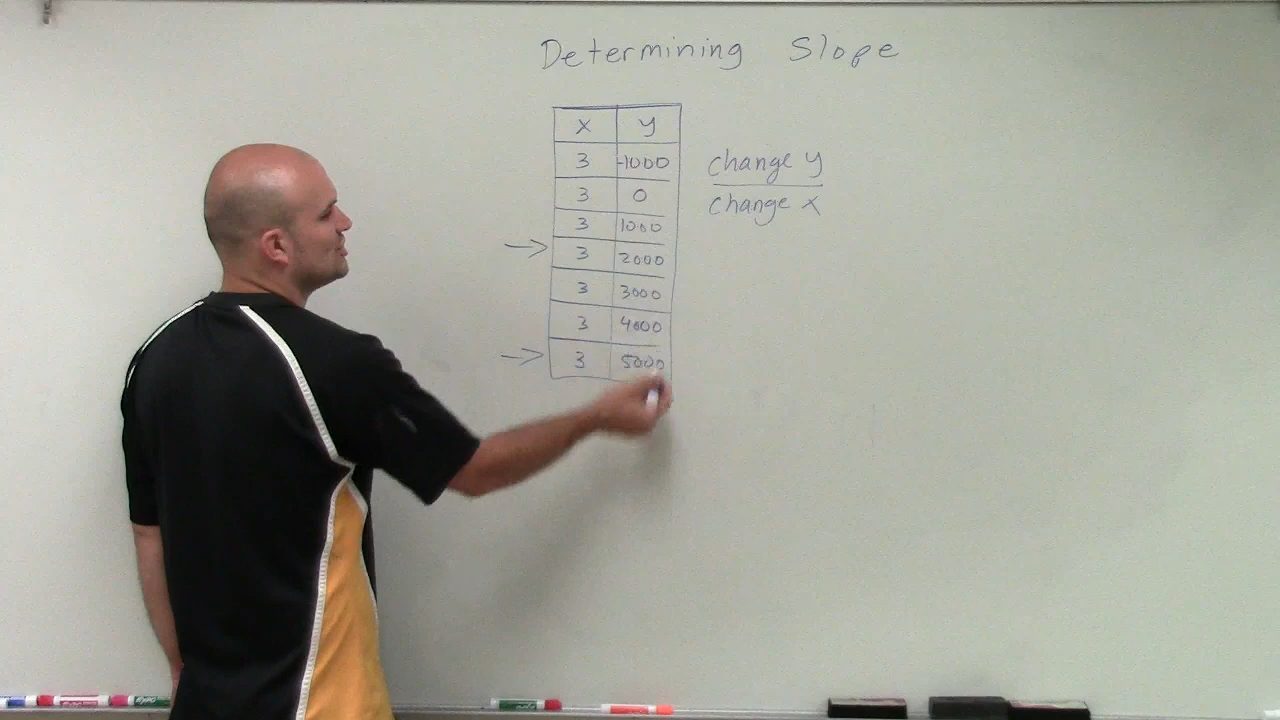 Determining Slope
x y
3 -1000
3 0
3 1000
3 2000
3 3000
3 4000
3 5000
change y
change x